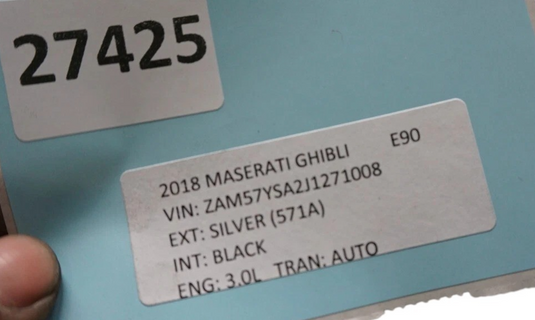 27425
2018 MASERATI GHIBLI E90
VIN: ZAM57YSA2J1271008
EXT: SILVER (571A)
INT: BLACK
ENG: 3.0L TRAN: AUTO